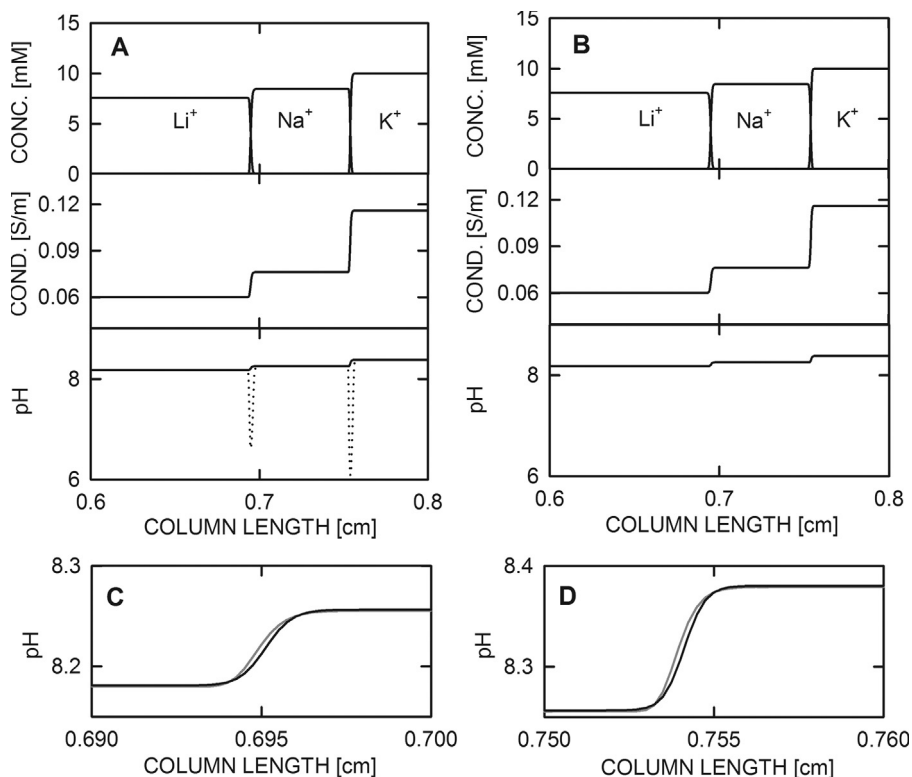 A
CONC. [mM]
15
10
5
0
Li⁺
Na⁺
K⁺
COND. [S/m]
0.12
0.09
0.06
pH
8
6
0.6
0.7
0.8
COLUMN LENGTH [cm]
B
CONC. [mM]
15
10
5
0
Li⁺
Na⁺
K⁺
COND. [S/m]
0.12
0.09
0.06
pH
8
6
0.6
0.7
0.8
COLUMN LENGTH [cm]
C
pH
8.3
8.2
0.690
0.695
0.700
COLUMN LENGTH [cm]
D
pH
8.4
8.3
0.750
0.755
0.760
COLUMN LENGTH [cm]